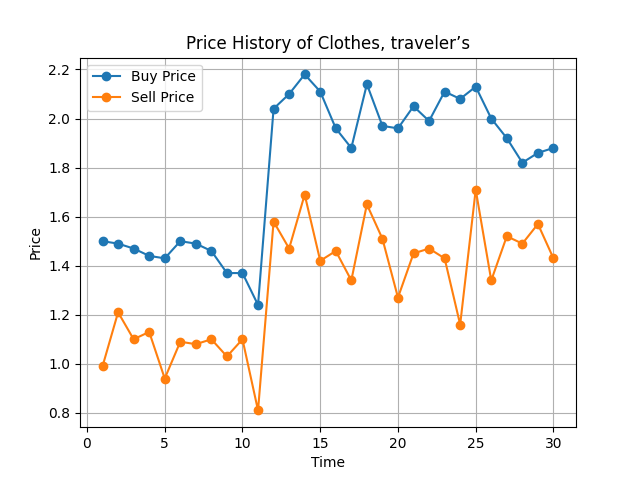 Price History of Clothes, traveler’s
Buy Price
Sell Price
Price
2.2
2.0
1.8
1.6
1.4
1.2
1.0
0.8
0 5 10 15 20 25 30
Time